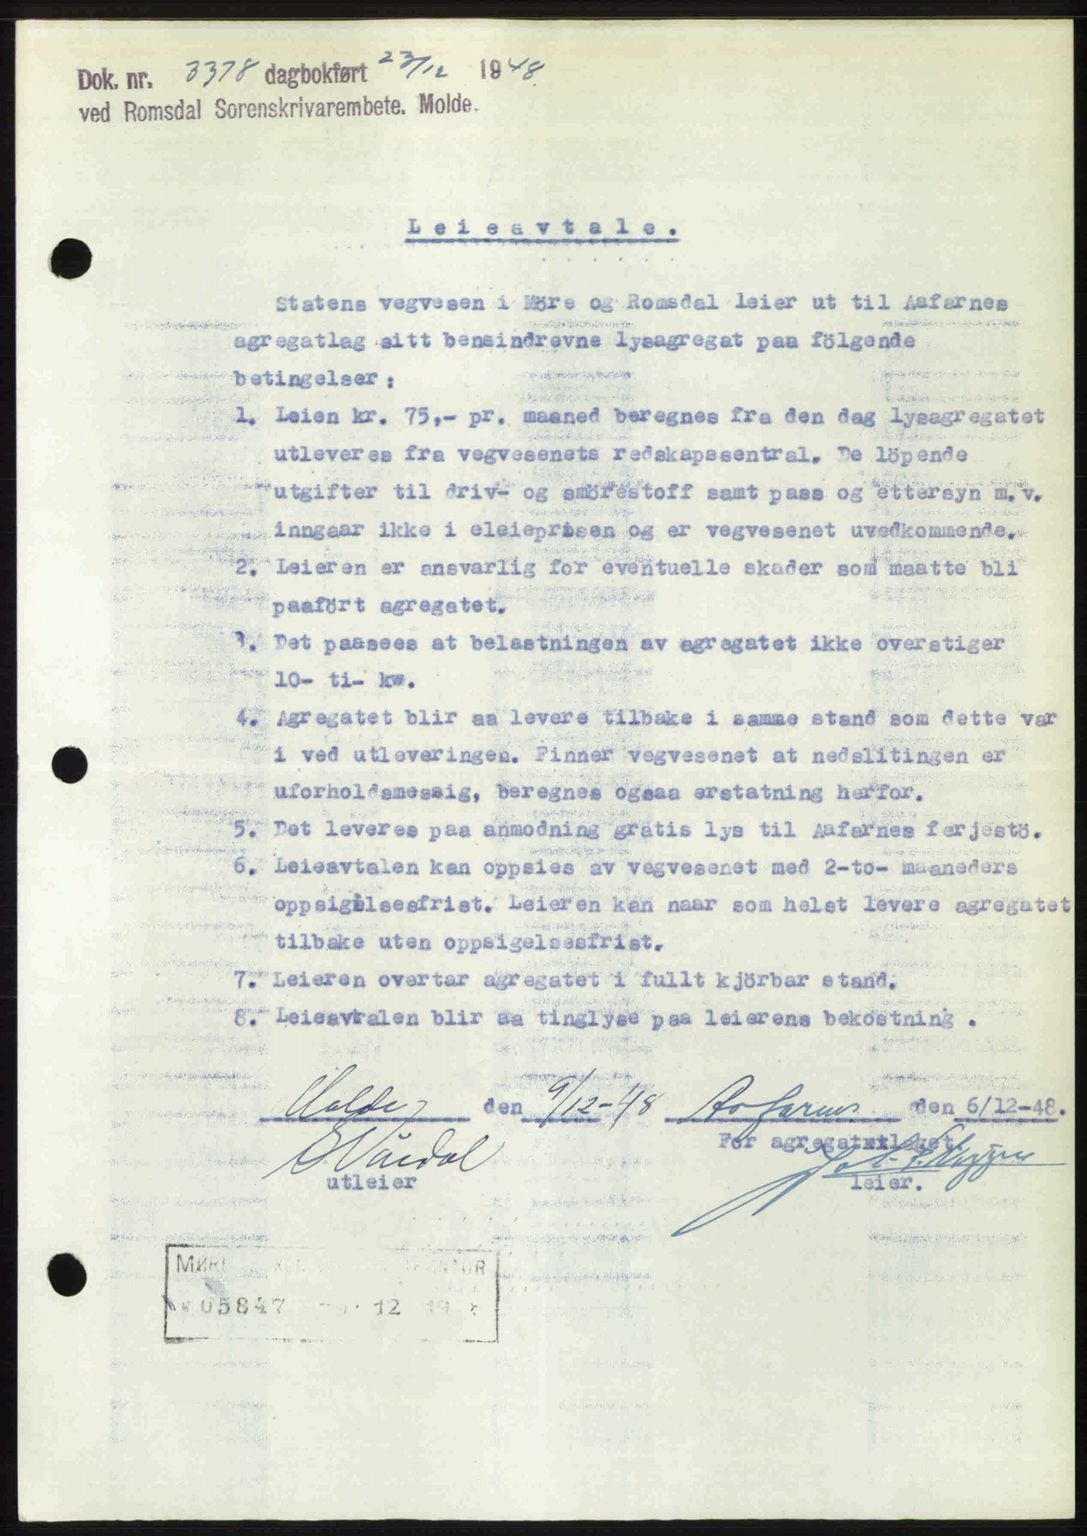 Dok. nr. 3378 dagbokført 23/12 1948.
ved Romsdal Sorenskrivarembete. Molde.
Leieavtale.
Statens vegvesen i Möre og Romsdal leier ut til Aafarnes
agregatlag sitt bensindrevne lysagregat paa fölgende
betingelser:
1. Leien kr. 75,- pr. maaned beregnes fra den dag lysagregatet
utleveres fra vegvesenets redskapssentral. De löpende
utgifter til driv- og smörestoff samt pass og ettersyn m.v.
inngaar ikke i eleieprisen og er vegvesenet uvedkommende.
2. Leieren er ansvarlig for eventuelle skader som maatte bli
paafört agregatet.
3. Det paasees at belastningen av agregatet ikke overstiger
10- ti- kw.
4. Agregatet blir aa levere tilbake i samme stand som dette var
i ved utleveringen. Finner vegvesenet at nedslitingen er
uforholdsmessig, beregnes ogsaa erstatning herfor.
5. Det leveres paa anmodning gratis lys til Aafarnes ferjestö.
6. Leieavtalen kan oppsies av vegvesenet med 2-to- maaneders
oppsigelsesfrist. Leieren kan naar som helst levere agregatet
tilbake uten oppsigelsesfrist.
7. Leieren overtar agregatet i fullt kjörbar stand.
8. Leieavtalen blir aa tinglyse paa leierens bekostning .
Molde, den 9/12-48 Aafarnes den 6/12-48.
For agregatlaget
utleier leier.
MØRE
05847 12 19